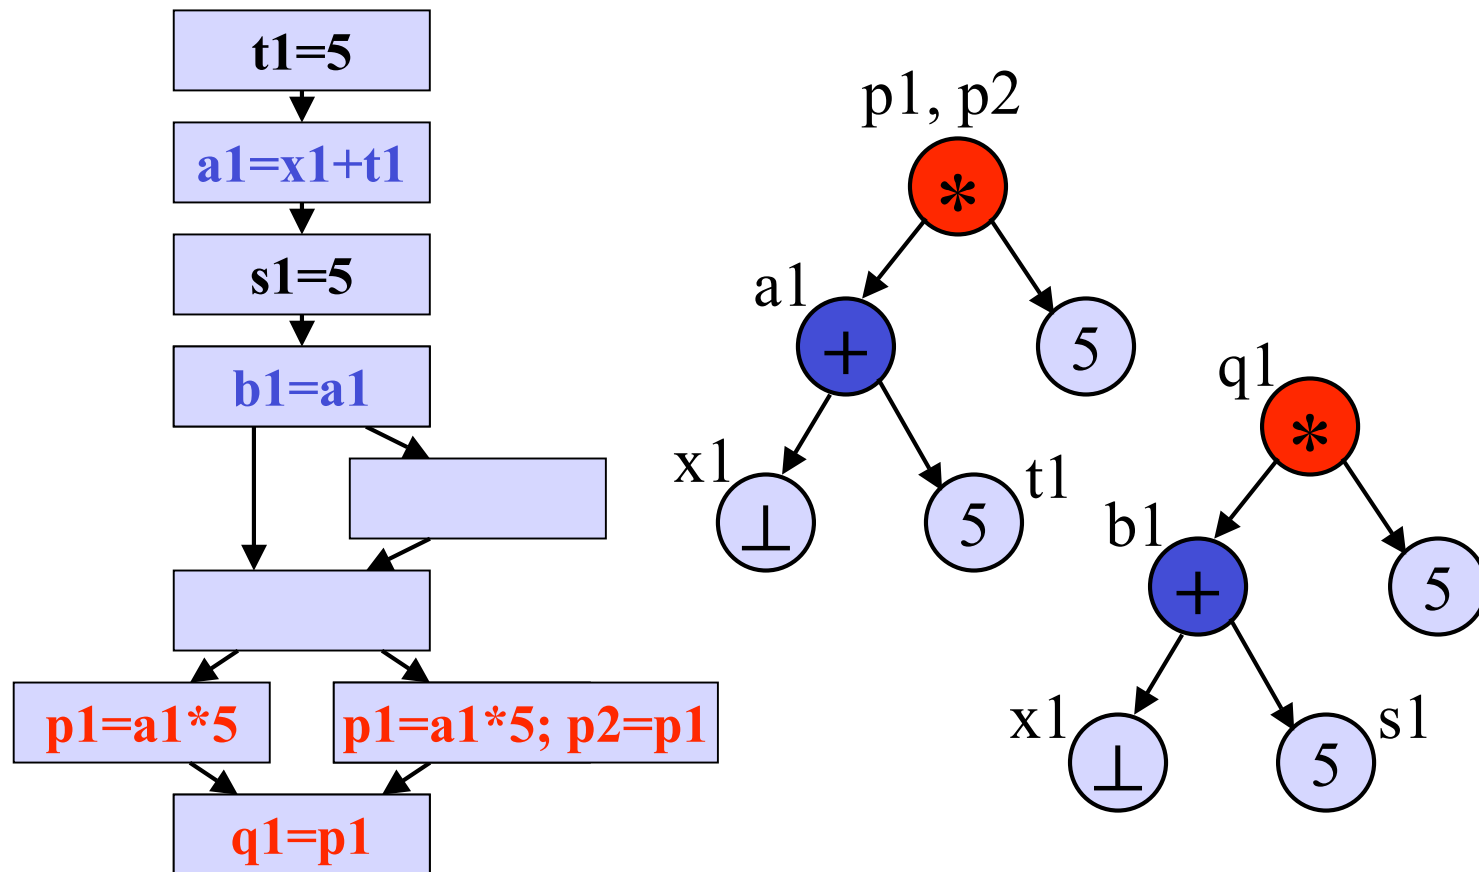 t1=5
a1=x1+t1
s1=5
b1=a1
p1=a1*5
p1=a1*5; p2=p1
q1=p1
p1, p2
*
a1
+
5
x1
⊥
5
t1
q1
*
b1
+
5
x1
⊥
5
s1